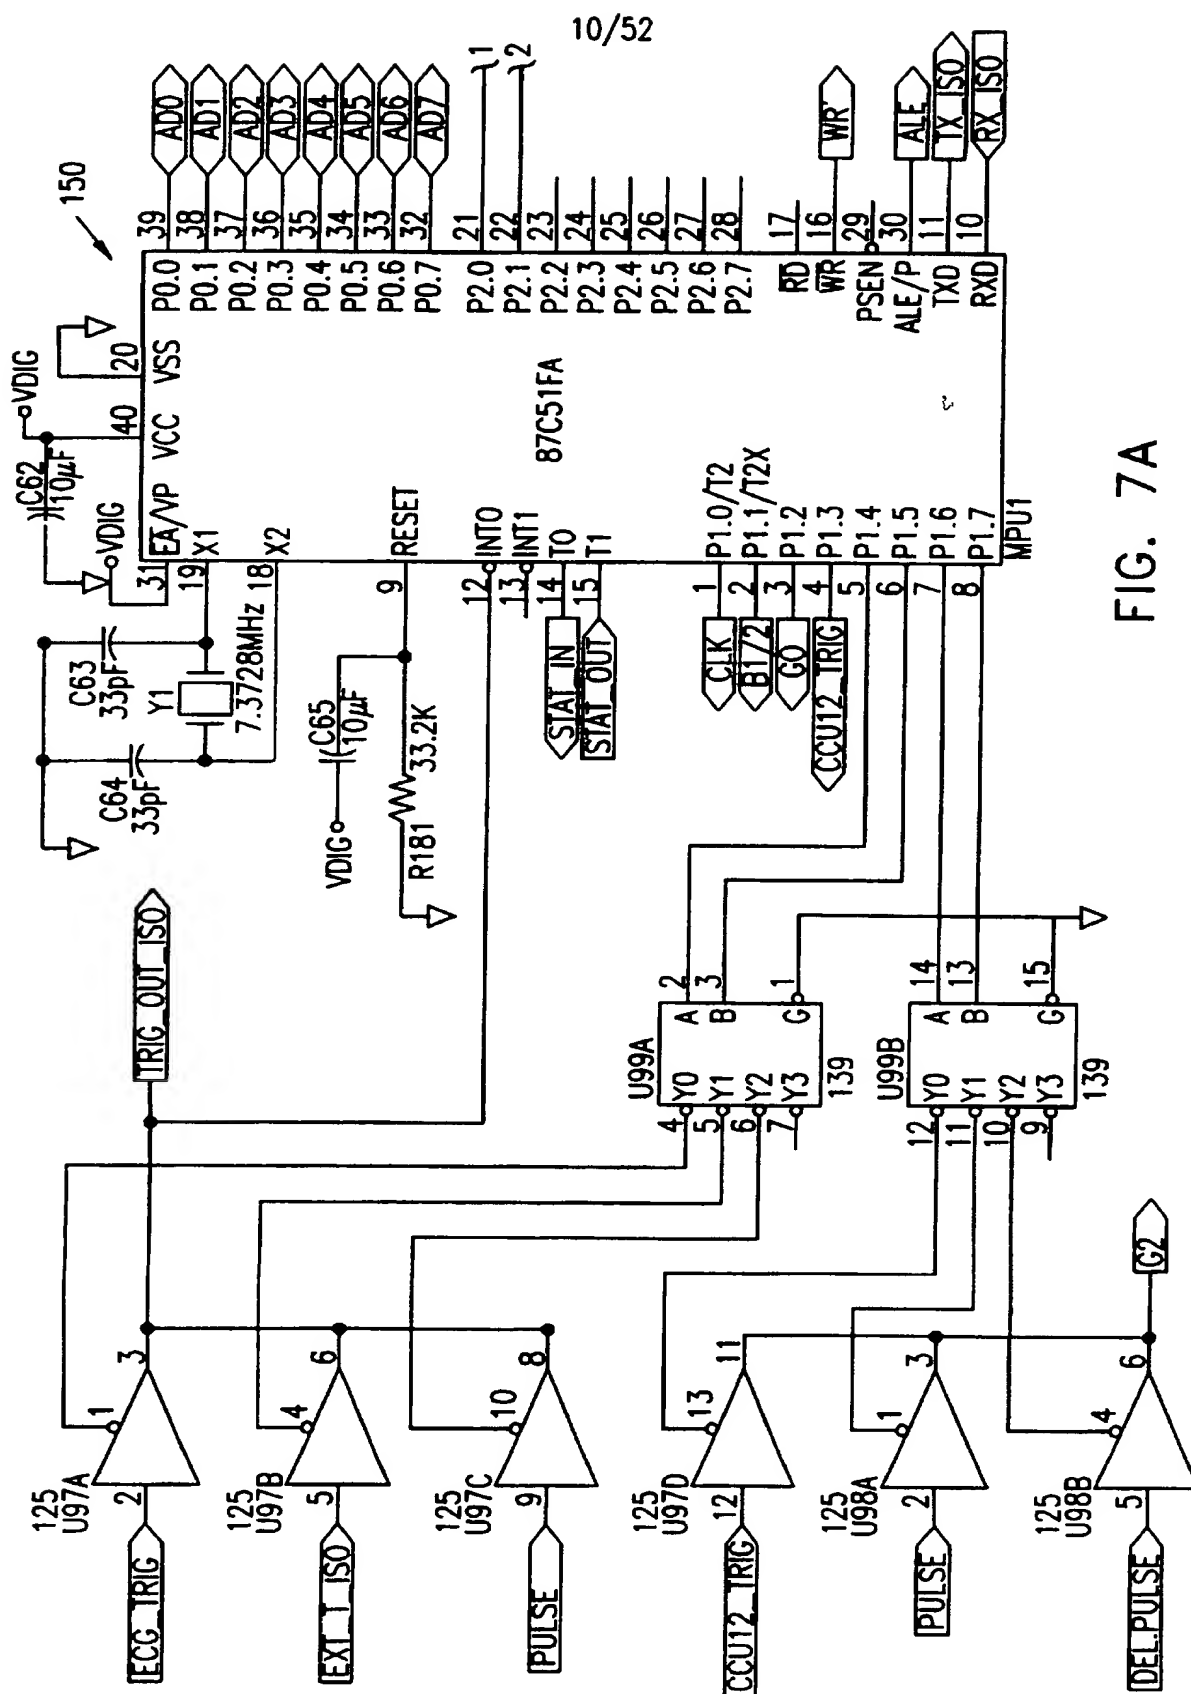 10/52
150
39 P0.0 AD0
38 P0.1 AD1
37 P0.2 AD2
36 P0.3 AD3
35 P0.4 AD4
34 P0.5 AD5
33 P0.6 AD6
32 P0.7 AD7
21 P2.0 1
22 P2.1 2
23 P2.2
24 P2.3
25 P2.4
26 P2.5
27 P2.6
28 P2.7
17 RD
16 WR WR'
29 PSEN
30 ALE/P ALE
11 TXD TX_ISO
10 RXD RX_ISO
VDIG
20 VSS
40 VCC
C62
10µF
VDIG
31 EA/VP
19 X1
18 X2
C63
33pF
Y1
7.3728MHz
C64
33pF
C65
10µF
VDIG
33.2K
R181
9 RESET
12 INT0
13 INT1
14 T0 STAT_IN
15 T1 STAT_OUT
87C51FA
1 P1.0/T2 CLK
2 P1.1/T2X B1/2
3 P1.2 GO
4 P1.3 CCU12_TRIG
5 P1.4
6 P1.5
7 P1.6
8 P1.7
MPU1
TRIG_OUT_ISO
U99A
2 A
3 B
1 G
4 Y0
5 Y1
6 Y2
7 Y3
139
U99B
14 A
13 B
15 G
12 Y0
11 Y1
10 Y2
9 Y3
139
125
U97A
ECG_TRIG 2 1 3
125
U97B
EXT_T_ISO 5 4 6
125
U97C
PULSE 9 10 8
125
U97D
CCU12_TRIG 12 13 11
125
U98A
PULSE 2 1 3
125
U98B
DEL.PULSE 5 4 6
G2
FIG. 7A